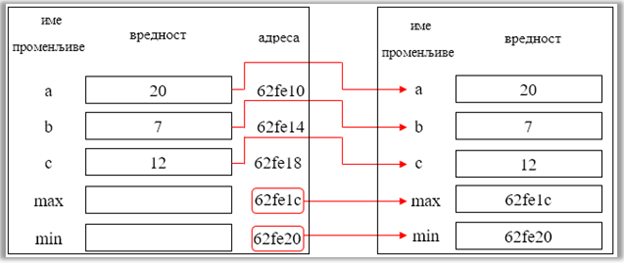 име променљиве вредност адреса
a 20 62fe10
b 7 62fe14
c 12 62fe18
max 62fe1c
min 62fe20
име променљиве вредност
a 20
b 7
c 12
max 62fe1c
min 62fe20